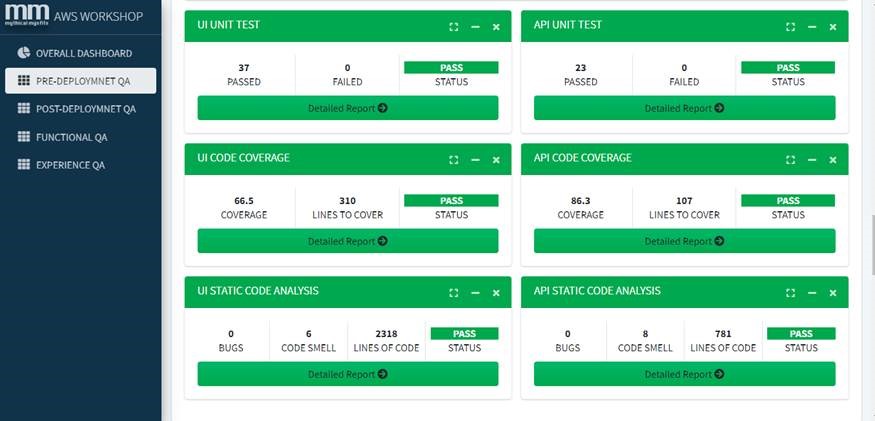 mm
mythical mysfits
AWS WORKSHOP
OVERALL DASHBOARD
PRE-DEPLOYMNET QA
POST-DEPLOYMNET QA
FUNCTIONAL QA
EXPERIENCE QA
UI UNIT TEST
37 0 PASS
PASSED FAILED STATUS
Detailed Report
API UNIT TEST
23 0 PASS
PASSED FAILED STATUS
Detailed Report
UI CODE COVERAGE
66.5 310 PASS
COVERAGE LINES TO COVER STATUS
Detailed Report
API CODE COVERAGE
86.3 107 PASS
COVERAGE LINES TO COVER STATUS
Detailed Report
UI STATIC CODE ANALYSIS
0 6 2318 PASS
BUGS CODE SMELL LINES OF CODE STATUS
Detailed Report
API STATIC CODE ANALYSIS
0 8 781 PASS
BUGS CODE SMELL LINES OF CODE STATUS
Detailed Report